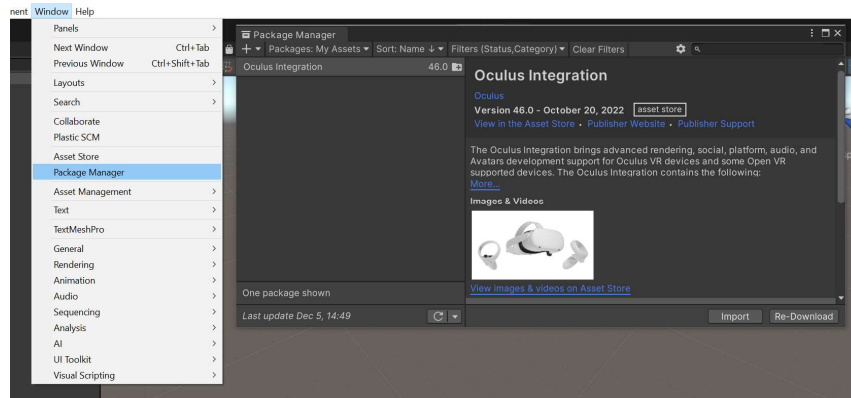 nent Window Help
Panels
Next Window Ctrl+Tab
Previous Window Ctrl+Shift+Tab
Layouts
Search
Collaborate
Plastic SCM
Asset Store
Package Manager
Asset Management
Text
TextMeshPro
General
Rendering
Animation
Audio
Sequencing
Analysis
AI
UI Toolkit
Visual Scripting
Package Manager
Packages: My Assets Sort: Name ↓ Filters (Status,Category) Clear Filters
Oculus Integration 46.0
One package shown
Last update Dec 5, 14:49
Oculus Integration
Oculus
Version 46.0 - October 20, 2022 asset store
View in the Asset Store • Publisher Website • Publisher Support
The Oculus Integration brings advanced rendering, social, platform, audio, and
Avatars development support for Oculus VR devices and some Open VR
supported devices. The Oculus Integration contains the following:
More...
Images & Videos
View images & videos on Asset Store
Import Re-Download